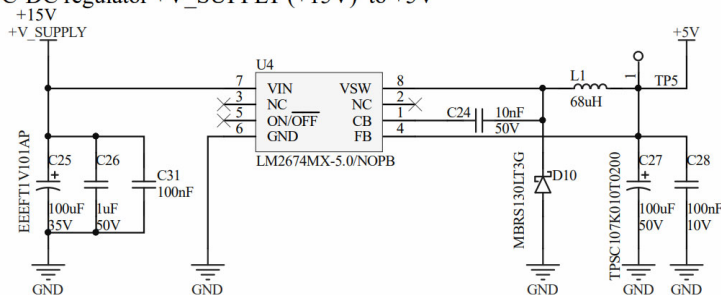 C-DC regulator +V_SUPPLY (+15V) to +5V
+15V
+V_SUPPLY
+5V
U4
7 VIN VSW 8
3 NC NC 2
5 ON/OFF CB 1
6 GND FB 4
LM2674MX-5.0/NOPB
C24 10nF
50V
L1
68uH
1 TP5
EEEFT1V101AP
C25
+
100uF
35V
C26
1uF
50V
C31
100nF
MBRS130LT3G
D10
TPSC107K010T0200
C27
+
100uF
50V
C28
100nF
10V
GND
GND
GND
GND
GND